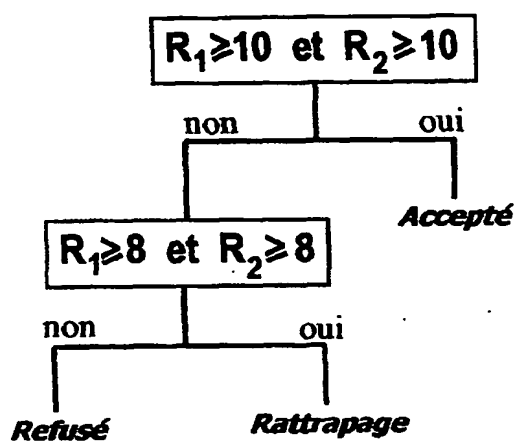 R₁≥10 et R₂≥10
non oui
Accepté
R₁≥8 et R₂≥8
non oui
Refusé Rattrapage